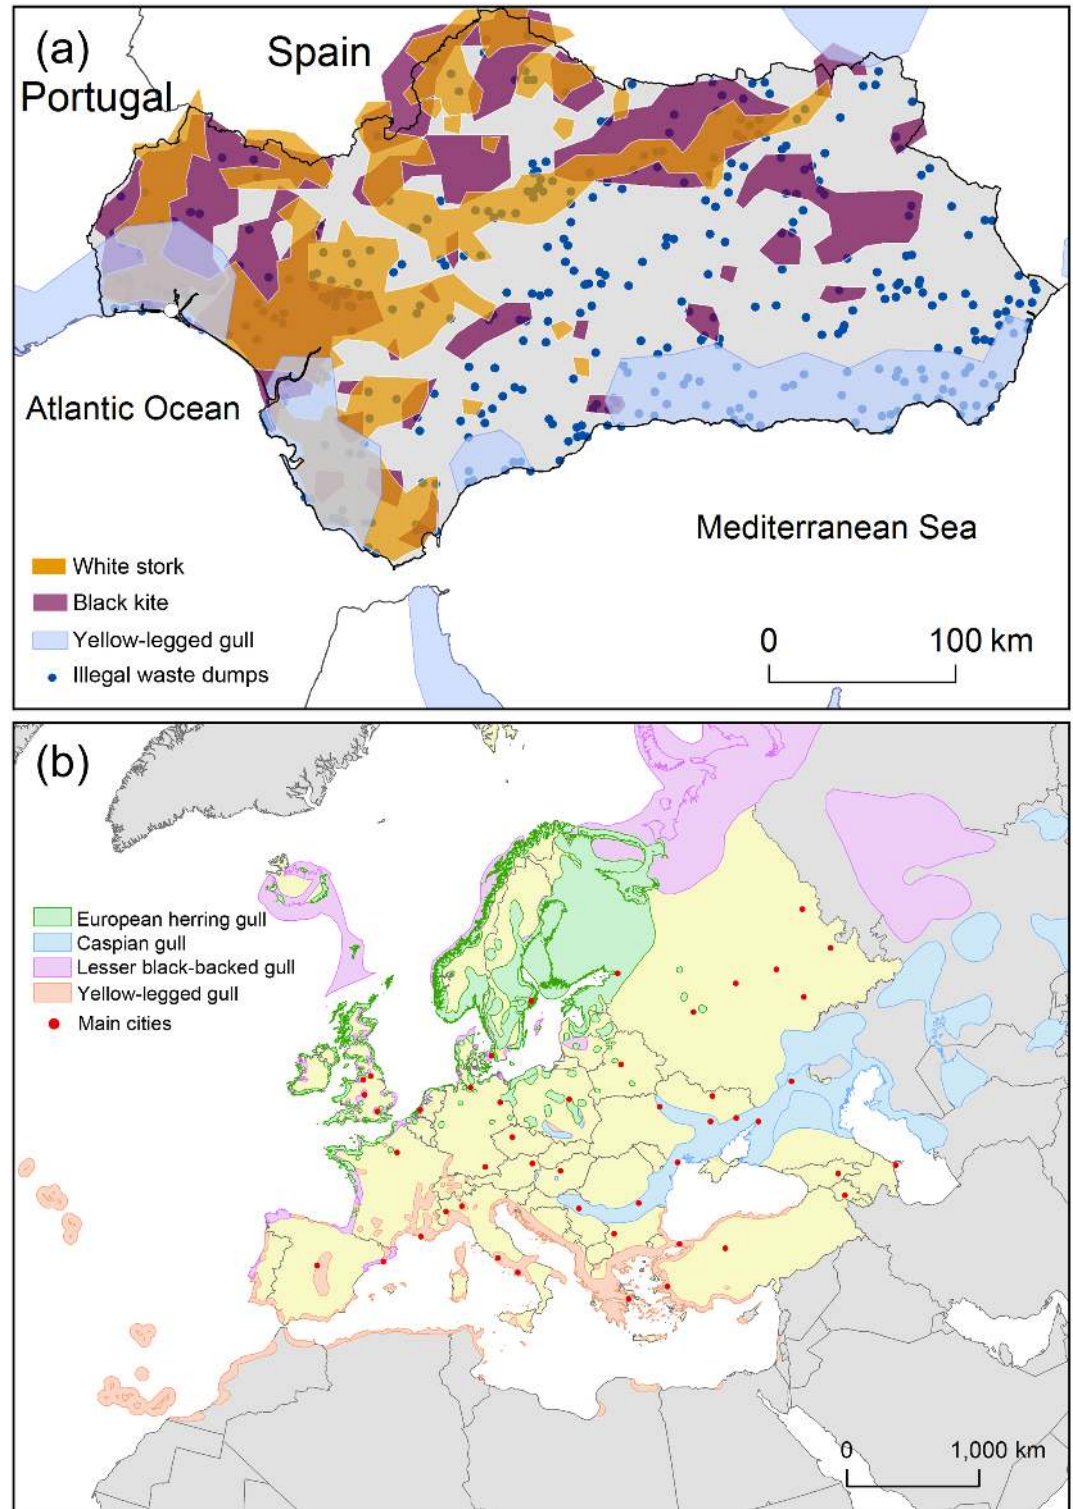 (a)
Spain
Portugal
Atlantic Ocean
Mediterranean Sea
White stork
Black kite
Yellow-legged gull
Illegal waste dumps
0 100 km
(b)
European herring gull
Caspian gull
Lesser black-backed gull
Yellow-legged gull
Main cities
0 1,000 km